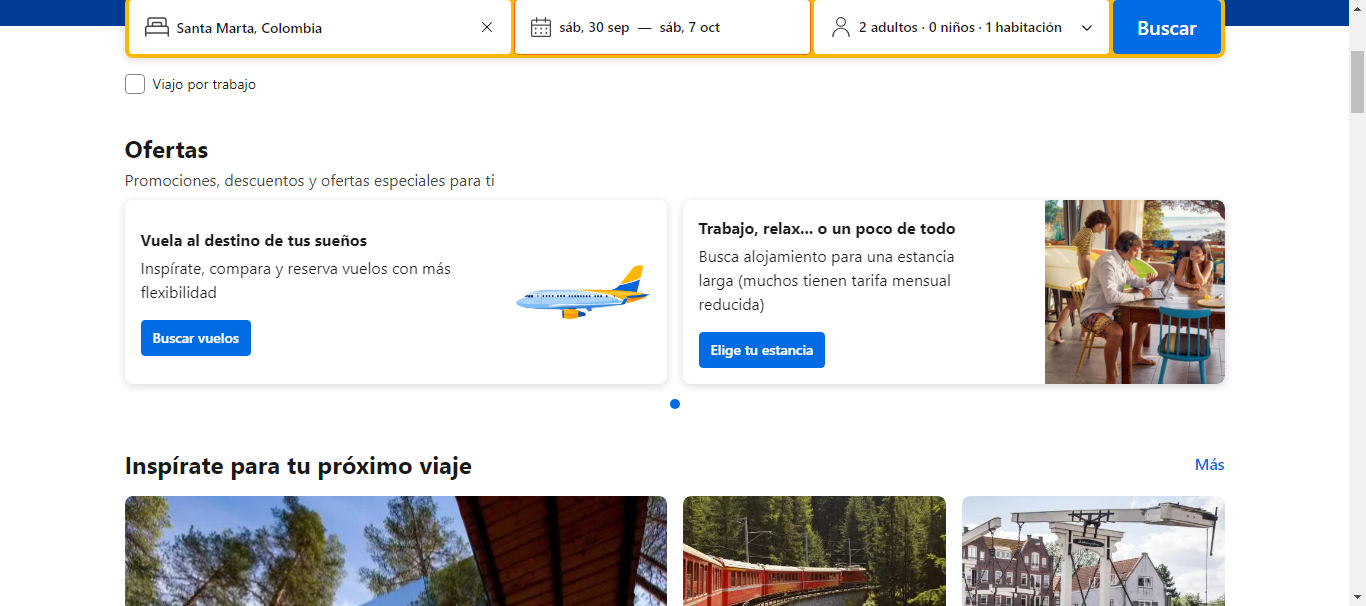 Santa Marta, Colombia
sáb, 30 sep — sáb, 7 oct
2 adultos · 0 niños · 1 habitación
Buscar
Viajo por trabajo
Ofertas
Promociones, descuentos y ofertas especiales para ti
Vuela al destino de tus sueños
Inspírate, compara y reserva vuelos con más
flexibilidad
Buscar vuelos
Trabajo, relax... o un poco de todo
Busca alojamiento para una estancia
larga (muchos tienen tarifa mensual
reducida)
Elige tu estancia
Inspírate para tu próximo viaje
Más